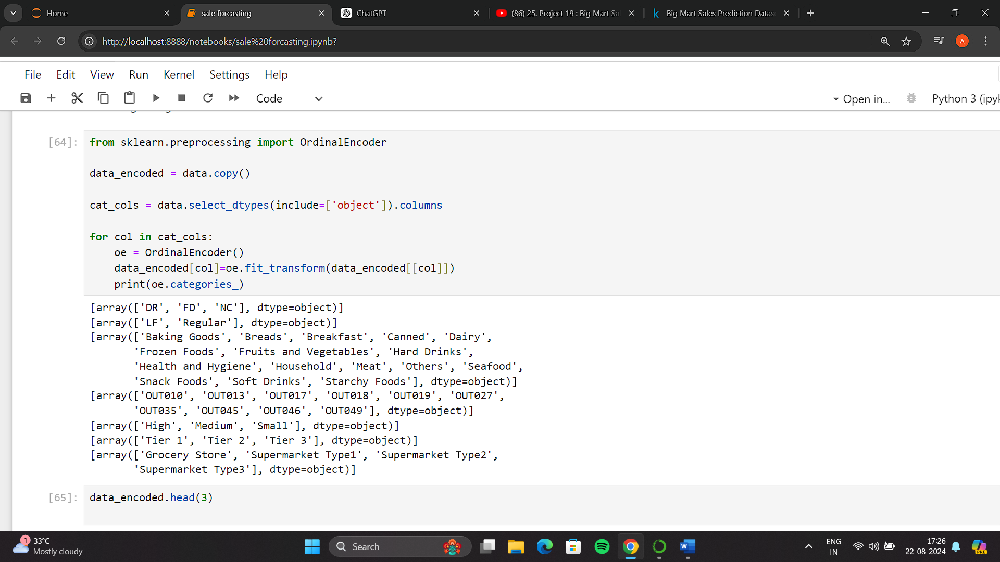 Home
sale forcasting
ChatGPT
(86) 25. Project 19 : Big Mart Sal
Big Mart Sales Prediction Datas
http://localhost:8888/notebooks/sale%20forcasting.ipynb?
A
File Edit View Run Kernel Settings Help
Code
Open in...
Python 3 (ipyk
[64]:
from sklearn.preprocessing import OrdinalEncoder
data_encoded = data.copy()
cat_cols = data.select_dtypes(include=['object']).columns
for col in cat_cols:
    oe = OrdinalEncoder()
    data_encoded[col]=oe.fit_transform(data_encoded[[col]])
    print(oe.categories_)
[array(['DR', 'FD', 'NC'], dtype=object)]
[array(['LF', 'Regular'], dtype=object)]
[array(['Baking Goods', 'Breads', 'Breakfast', 'Canned', 'Dairy',
       'Frozen Foods', 'Fruits and Vegetables', 'Hard Drinks',
       'Health and Hygiene', 'Household', 'Meat', 'Others', 'Seafood',
       'Snack Foods', 'Soft Drinks', 'Starchy Foods'], dtype=object)]
[array(['OUT010', 'OUT013', 'OUT017', 'OUT018', 'OUT019', 'OUT027',
       'OUT035', 'OUT045', 'OUT046', 'OUT049'], dtype=object)]
[array(['High', 'Medium', 'Small'], dtype=object)]
[array(['Tier 1', 'Tier 2', 'Tier 3'], dtype=object)]
[array(['Grocery Store', 'Supermarket Type1', 'Supermarket Type2',
       'Supermarket Type3'], dtype=object)]
[65]:
data_encoded.head(3)
1
33°C
Mostly cloudy
Search
W
ENG
IN
17:26
22-08-2024
PRE